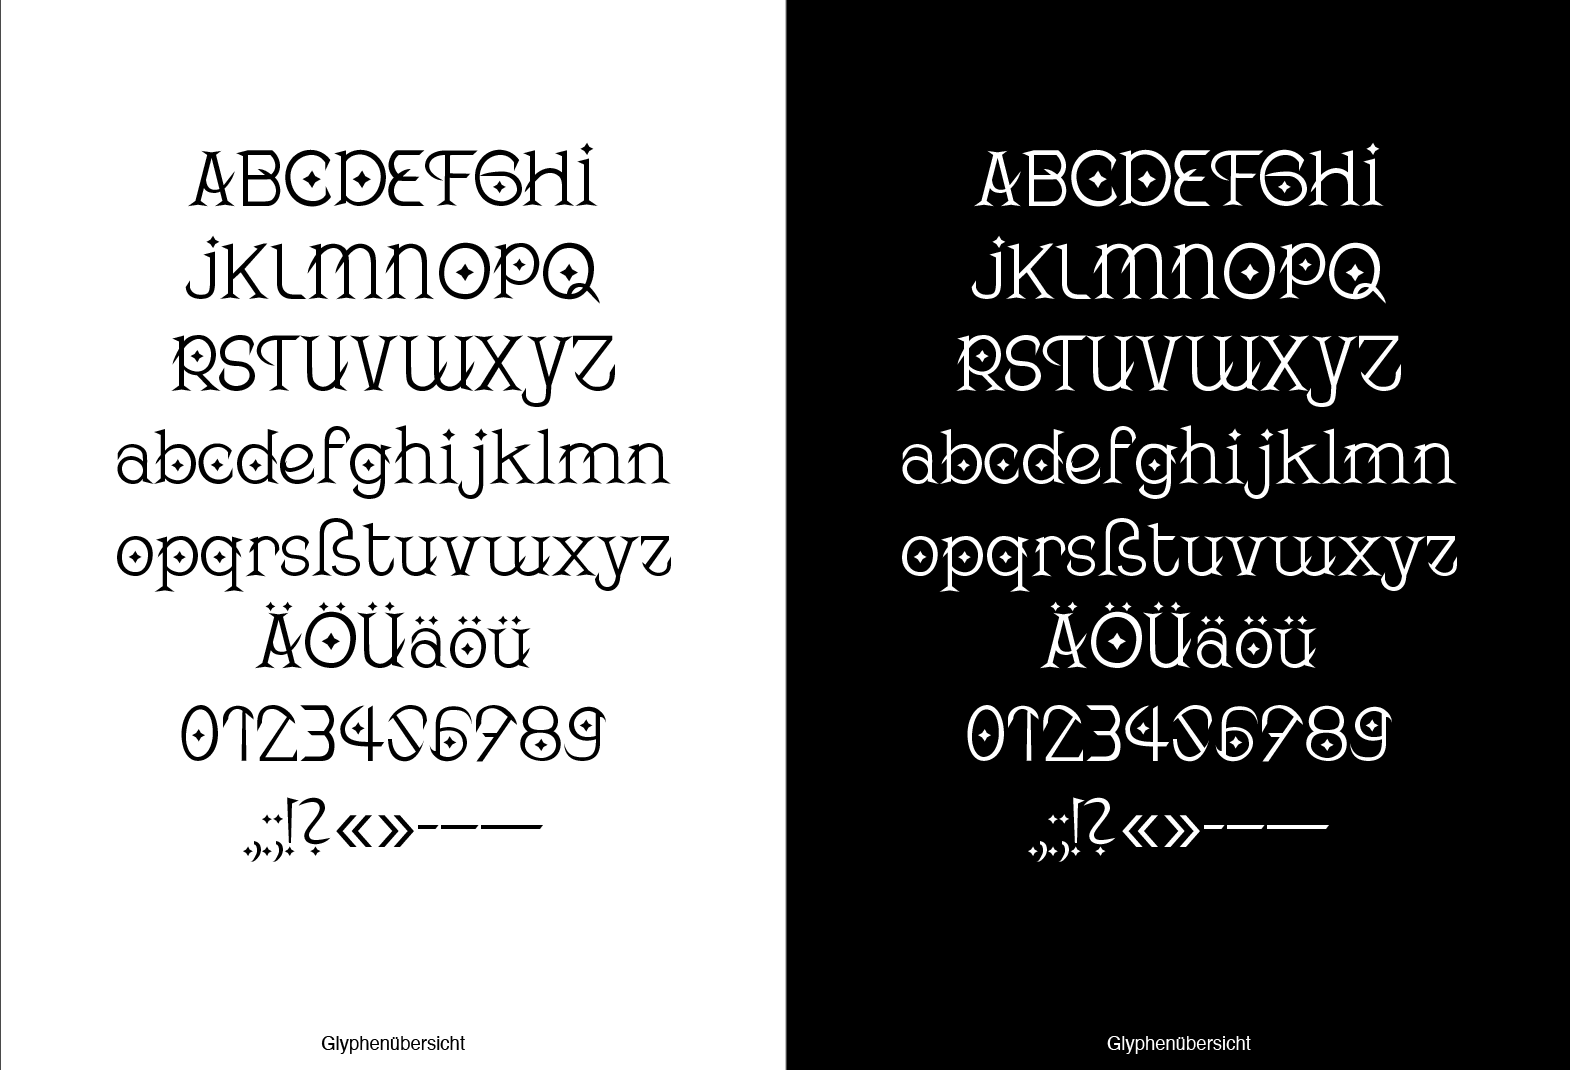 ABCDEFGHi
jKLMNOPQ
RSTUVWXYZ
abcdefghijklmn
opqrsßtuvwxyz
ÄÖÜäöü
0123456789
.,:;!?«»-–—
Glyphenübersicht
ABCDEFGHi
jKLMNOPQ
RSTUVWXYZ
abcdefghijklmn
opqrsßtuvwxyz
ÄÖÜäöü
0123456789
.,:;!?«»-–—
Glyphenübersicht